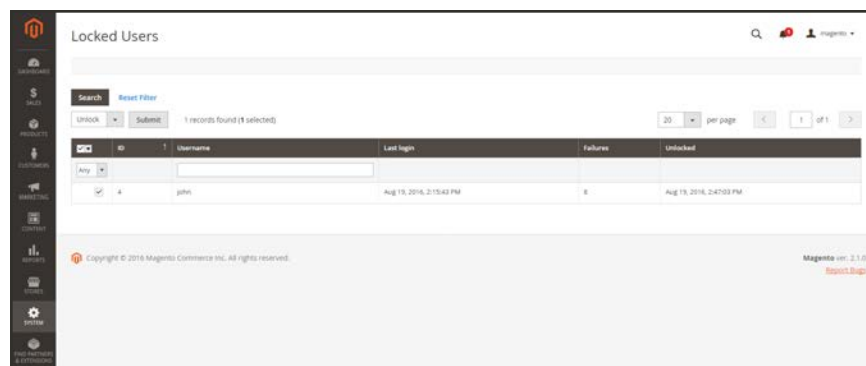 Locked Users
magento
DASHBOARD
SALES
PRODUCTS
CUSTOMERS
MARKETING
CONTENT
REPORTS
STORES
SYSTEM
FIND PARTNERS
& EXTENSIONS
Search Reset Filter
Unlock Submit 1 records found (1 selected) 20 per page 1 of 1
ID Username Last login Failures Unlocked
Any
4 john Aug 19, 2016, 2:15:43 PM 6 Aug 19, 2016, 2:47:03 PM
Copyright © 2016 Magento Commerce Inc. All rights reserved. Magento ver. 2.1.0
Report Bugs